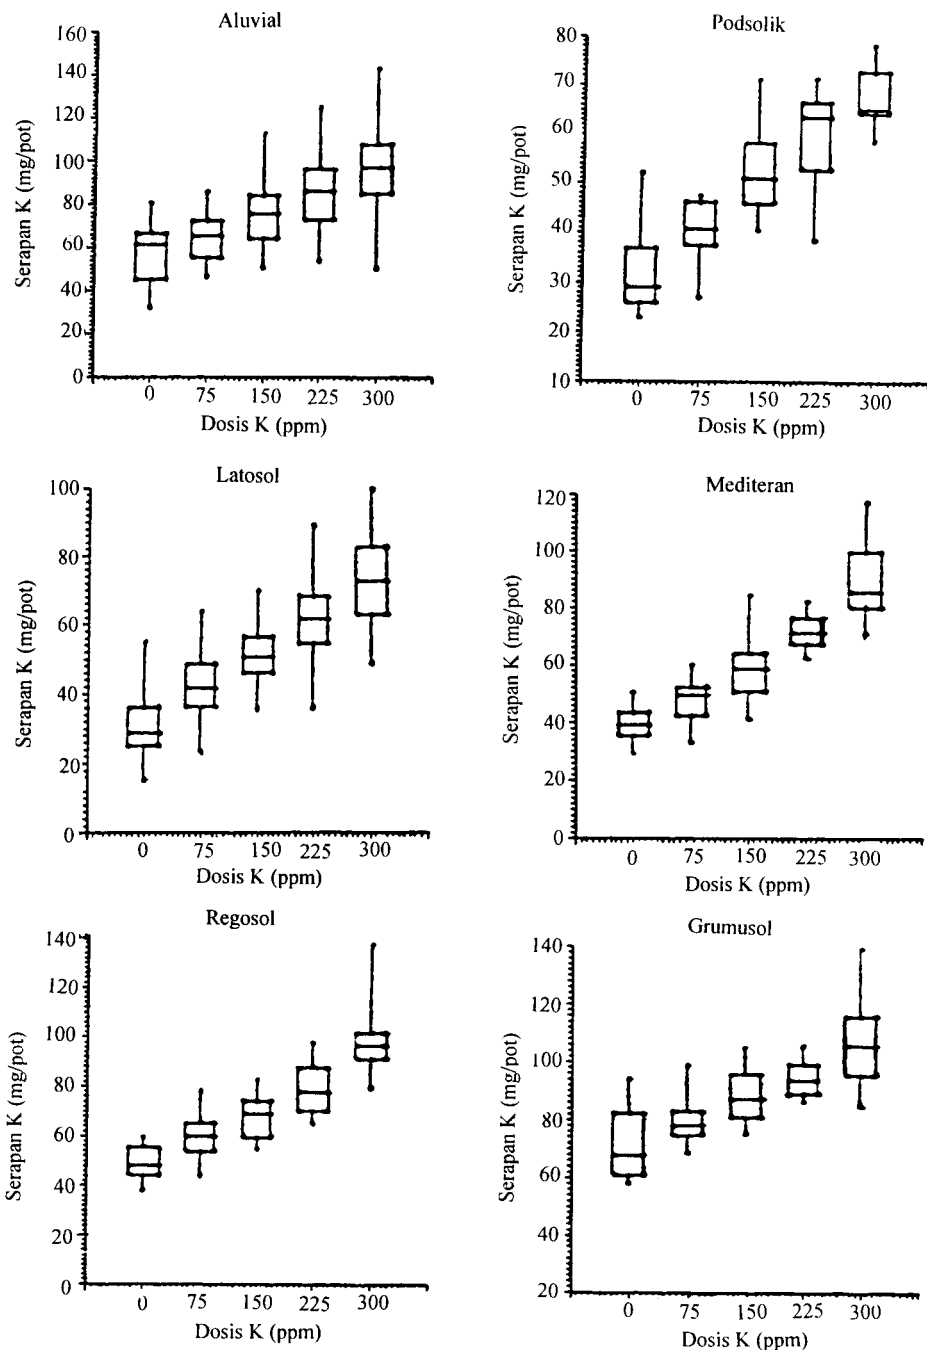 Aluvial
160
140
120
100
80
60
40
20
0
Serapan K (mg/pot)
0 75 150 225 300
Dosis K (ppm)
Podsolik
80
70
60
50
40
30
20
10
Serapan K (mg/pot)
0 75 150 225 300
Dosis K (ppm)
Latosol
100
80
60
40
20
0
Serapan K (mg/pot)
0 75 150 225 300
Dosis K (ppm)
Mediteran
120
100
80
60
40
20
0
Serapan K (mg/pot)
0 75 150 225 300
Dosis K (ppm)
Regosol
140
120
100
80
60
40
20
0
Serapan K (mg/pot)
0 75 150 225 300
Dosis K (ppm)
Grumusol
140
120
100
80
60
40
20
Serapan K (mg/pot)
0 75 150 225 300
Dosis K (ppm)